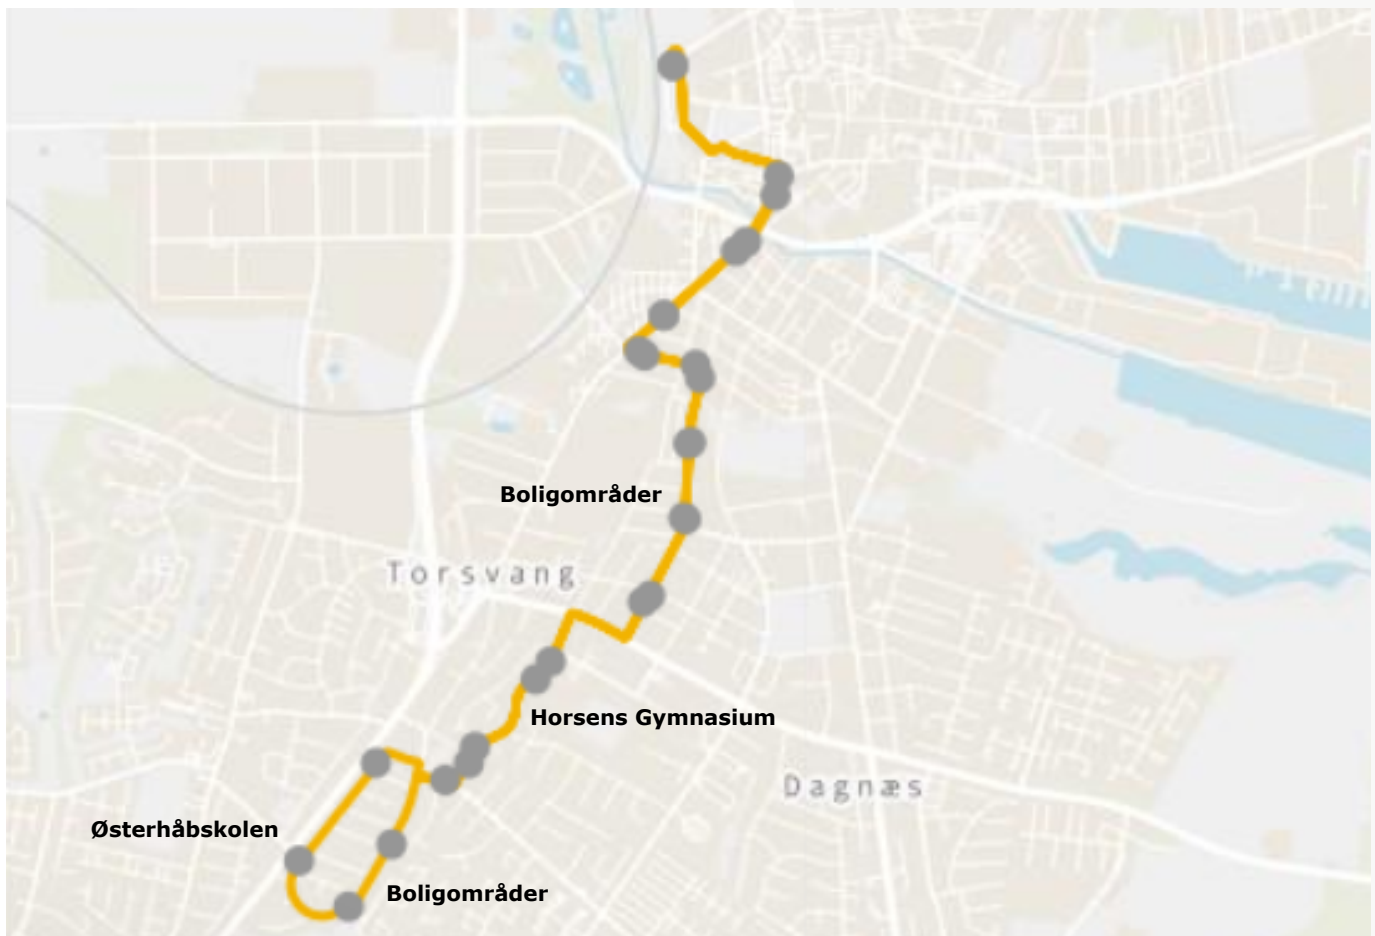 Boligområder
Torsvang
Horsens Gymnasium
Dagnæs
Østerhåbskolen
Boligområder